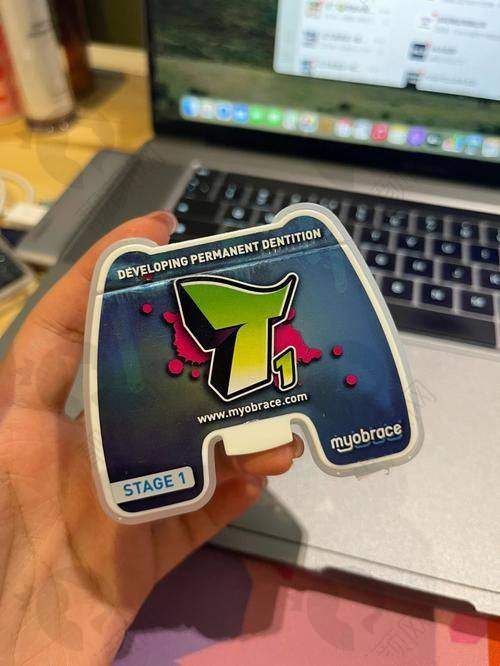 DEVELOPING PERMANENT DENTITION
T1
www.myobrace.com
myobrace
STAGE 1